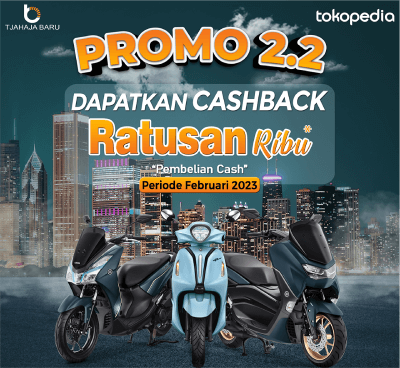 TJAHAJA BARU
tokopedia
PROMO 2.2
DAPATKAN CASHBACK
Ratusan Ribu*
"Pembelian Cash"
Periode Februari 2023